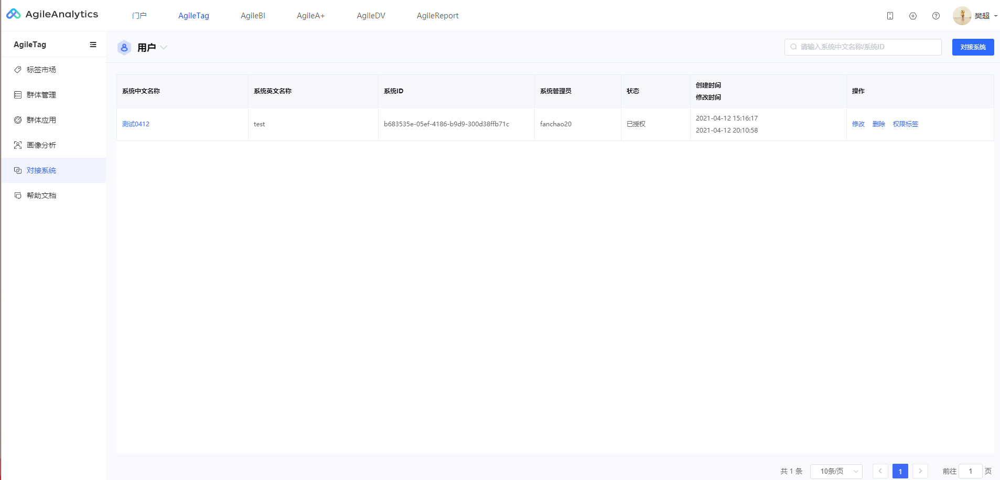 AgileAnalytics
门户
AgileTag
AgileBI
AgileA+
AgileDV
AgileReport
樊超
AgileTag
标签市场
群体管理
群体应用
画像分析
对接系统
帮助文档
用户
请输入系统中文名称/系统ID
对接系统
系统中文名称
系统英文名称
系统ID
系统管理员
状态
创建时间
修改时间
操作
测试0412
test
b683535e-05ef-4186-b9d9-300d38ffb71c
fanchao20
已授权
2021-04-12 15:16:17
2021-04-12 20:10:58
修改
删除
权限标签
共 1 条
10条/页
1
前往
1
页